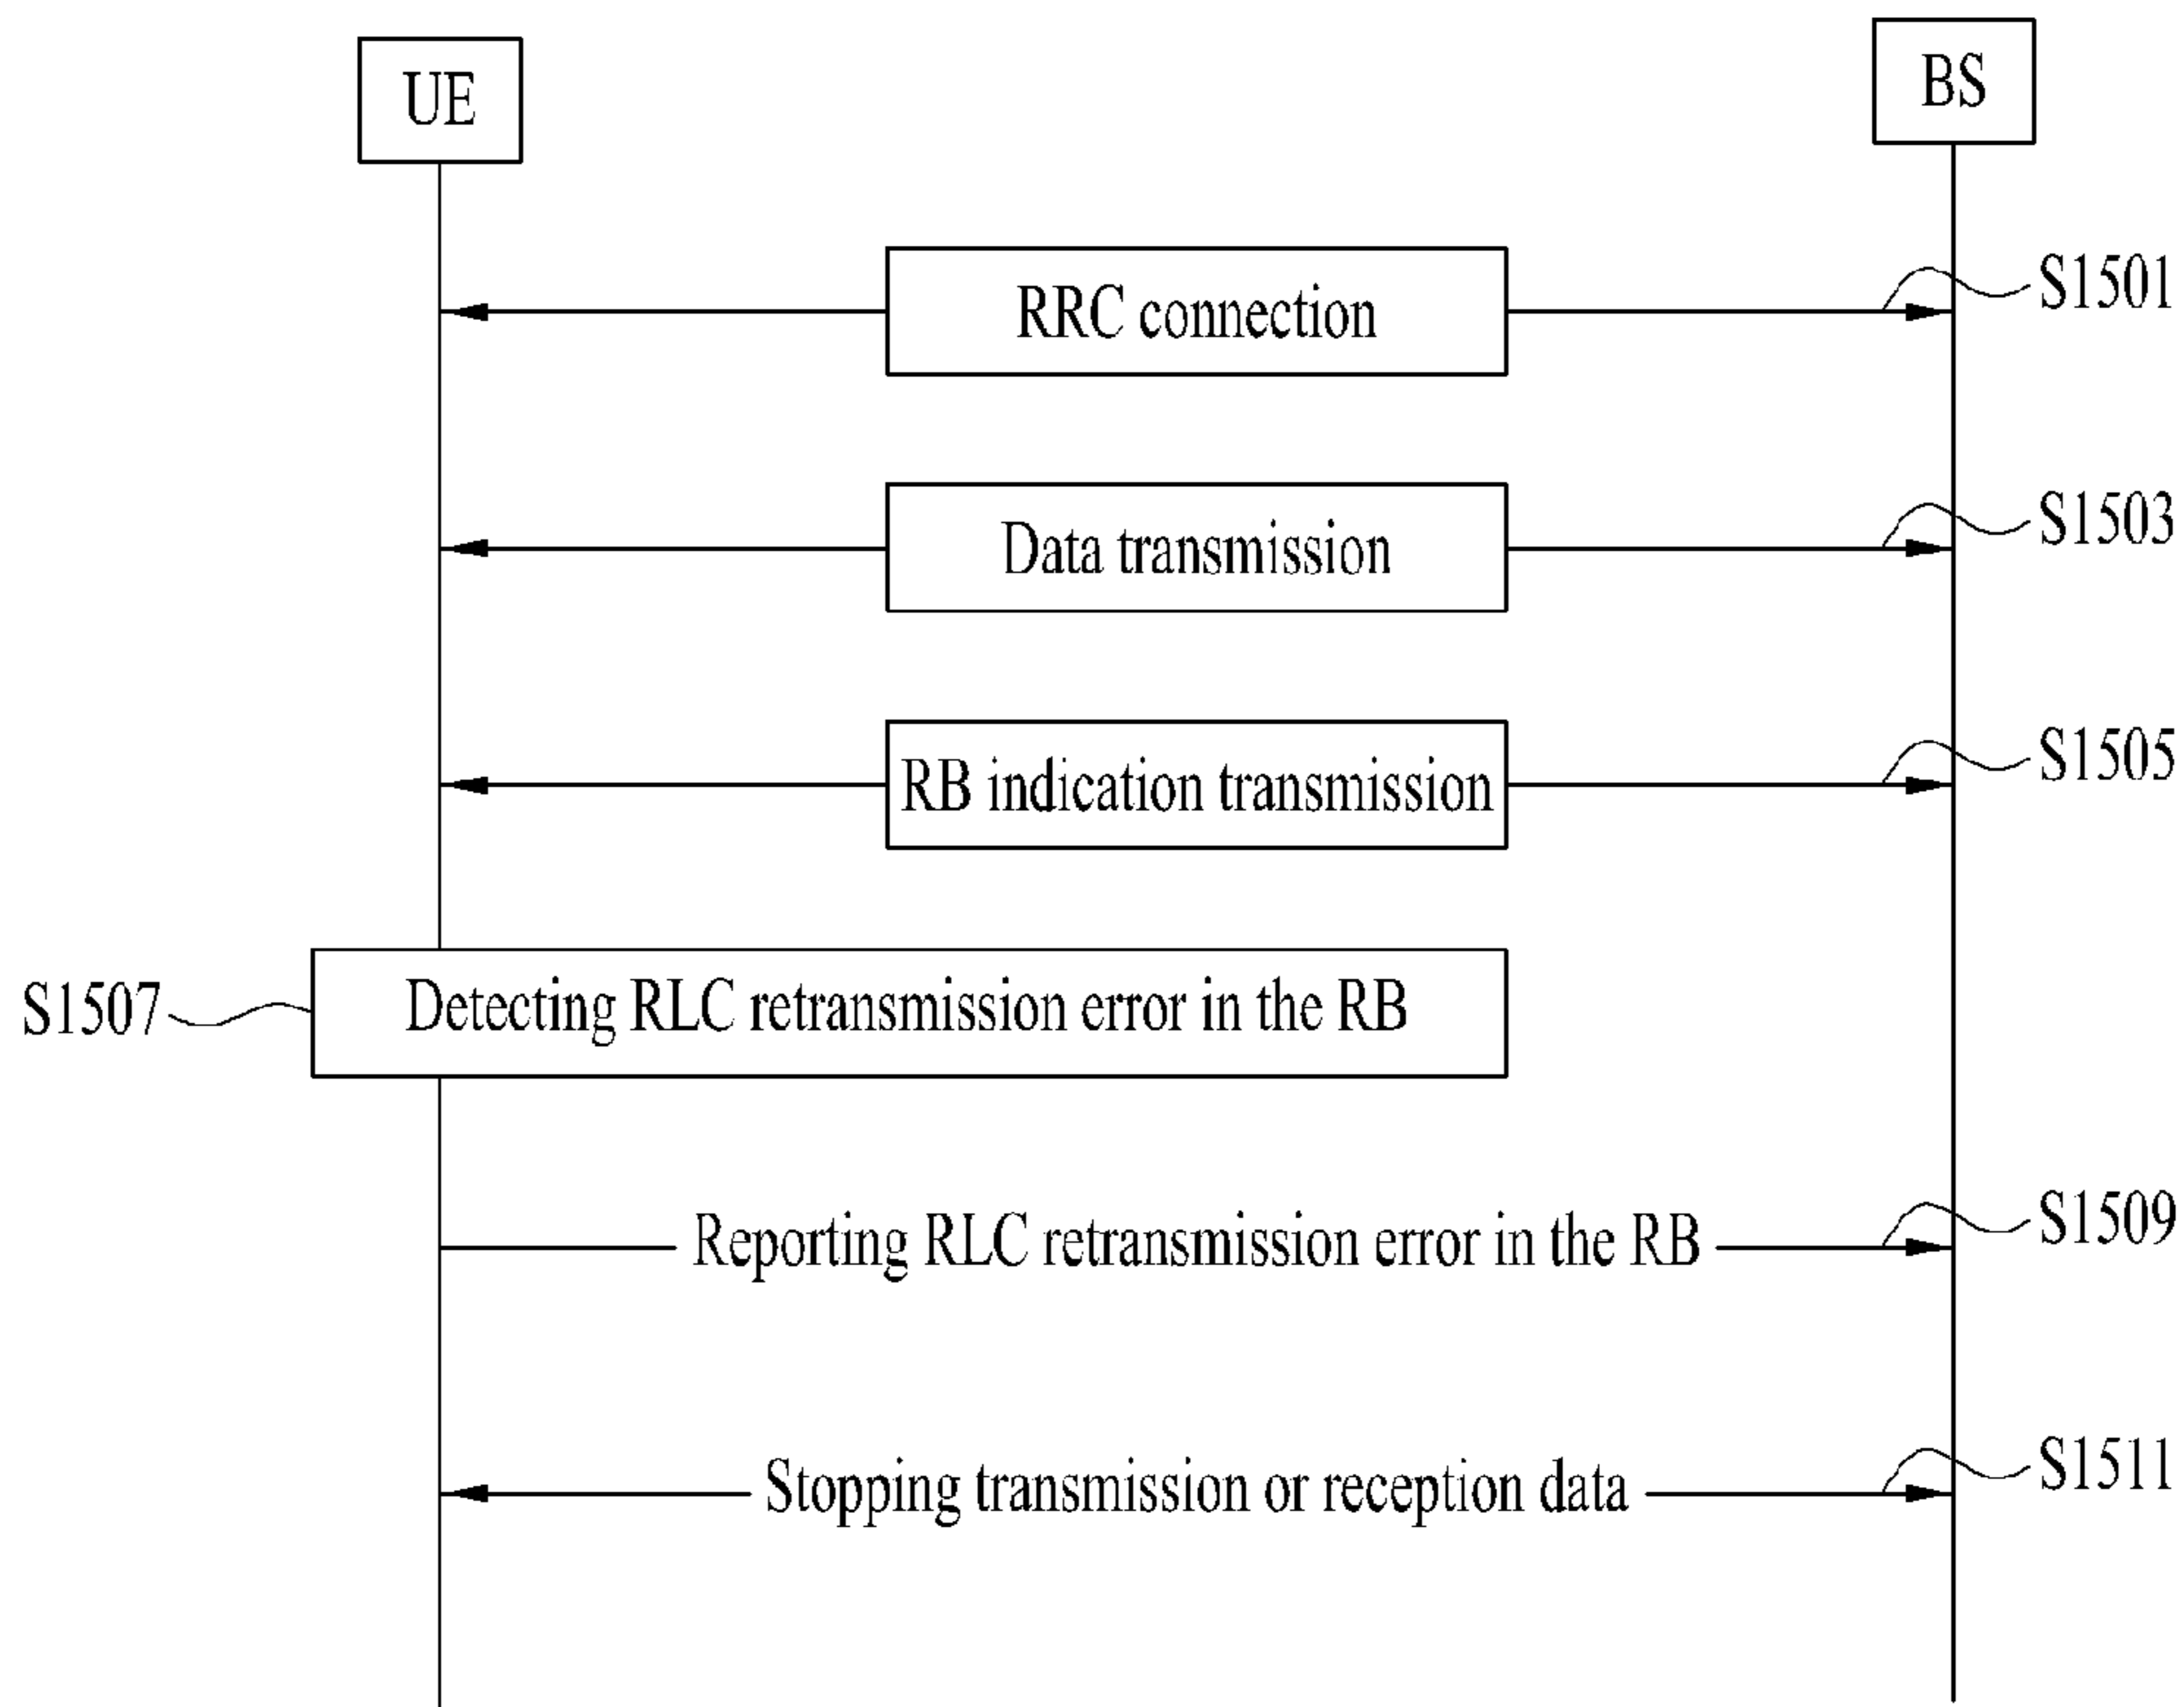 UE
BS
RRC connection
S1501
Data transmission
S1503
RB indication transmission
S1505
S1507
Detecting RLC retransmission error in the RB
Reporting RLC retransmission error in the RB
S1509
Stopping transmission or reception data
S1511